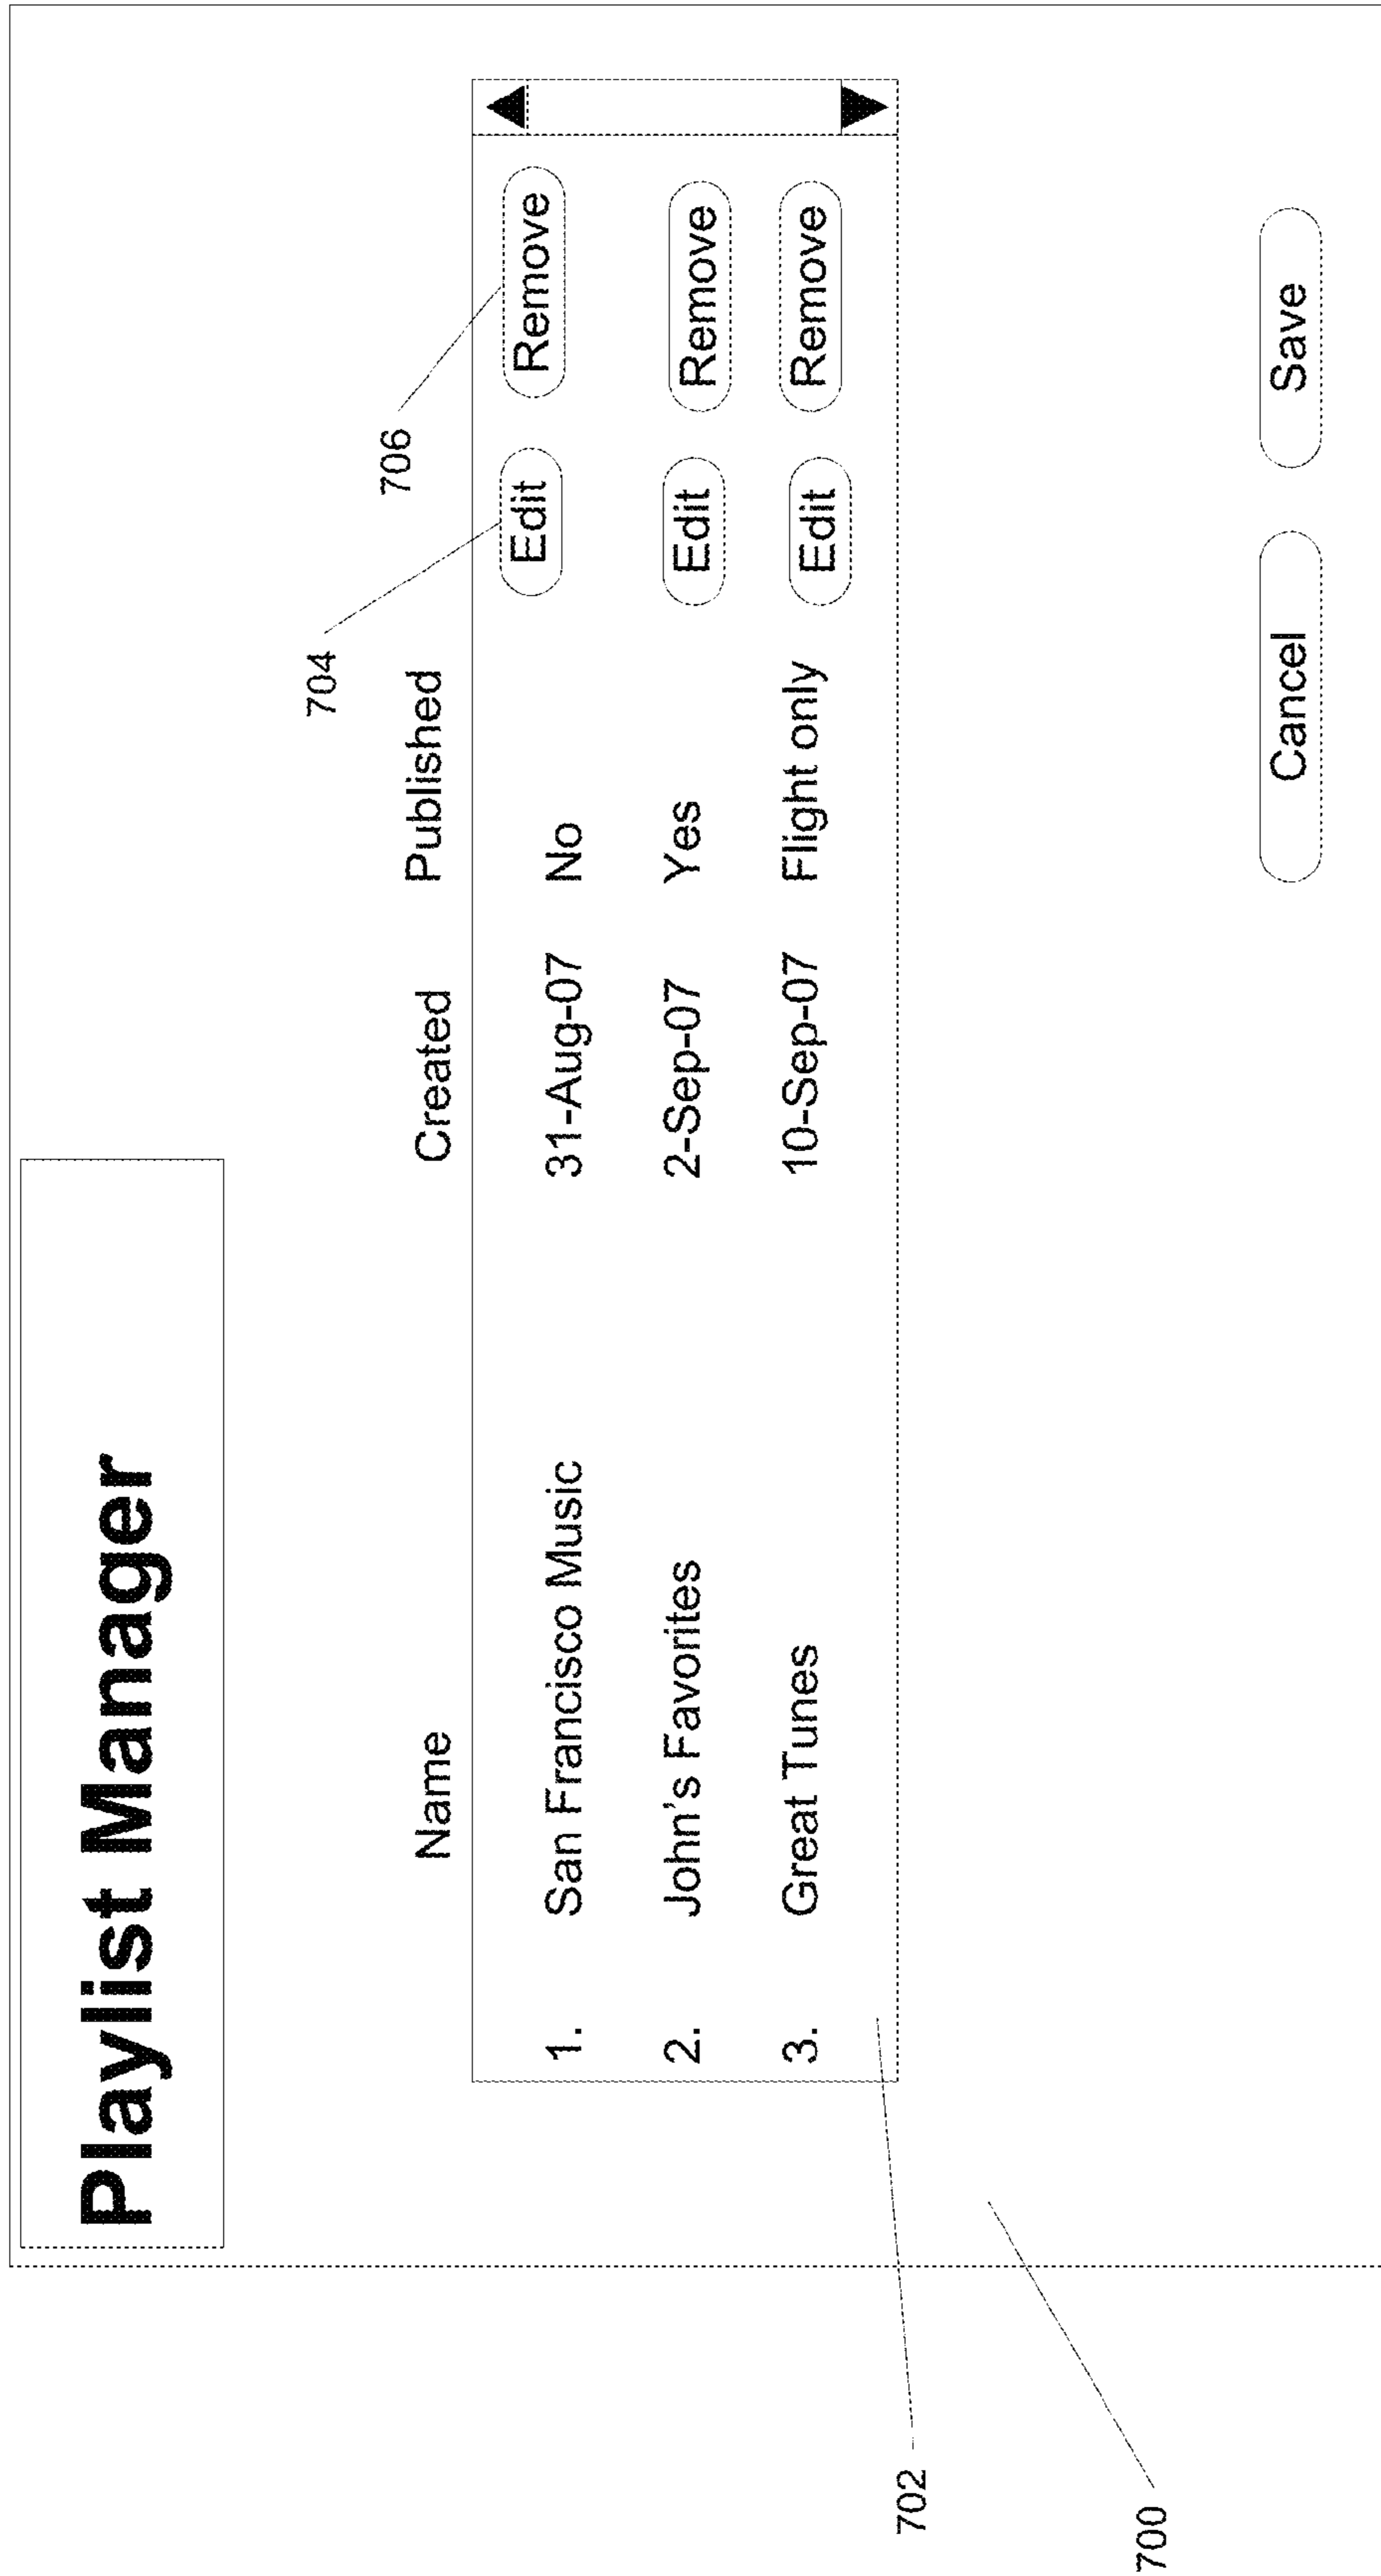 Playlist Manager
704
706
Name Created Published
1. San Francisco Music 31-Aug-07 No Edit Remove
2. John's Favorites 2-Sep-07 Yes Edit Remove
3. Great Tunes 10-Sep-07 Flight only Edit Remove
702
700
Cancel Save